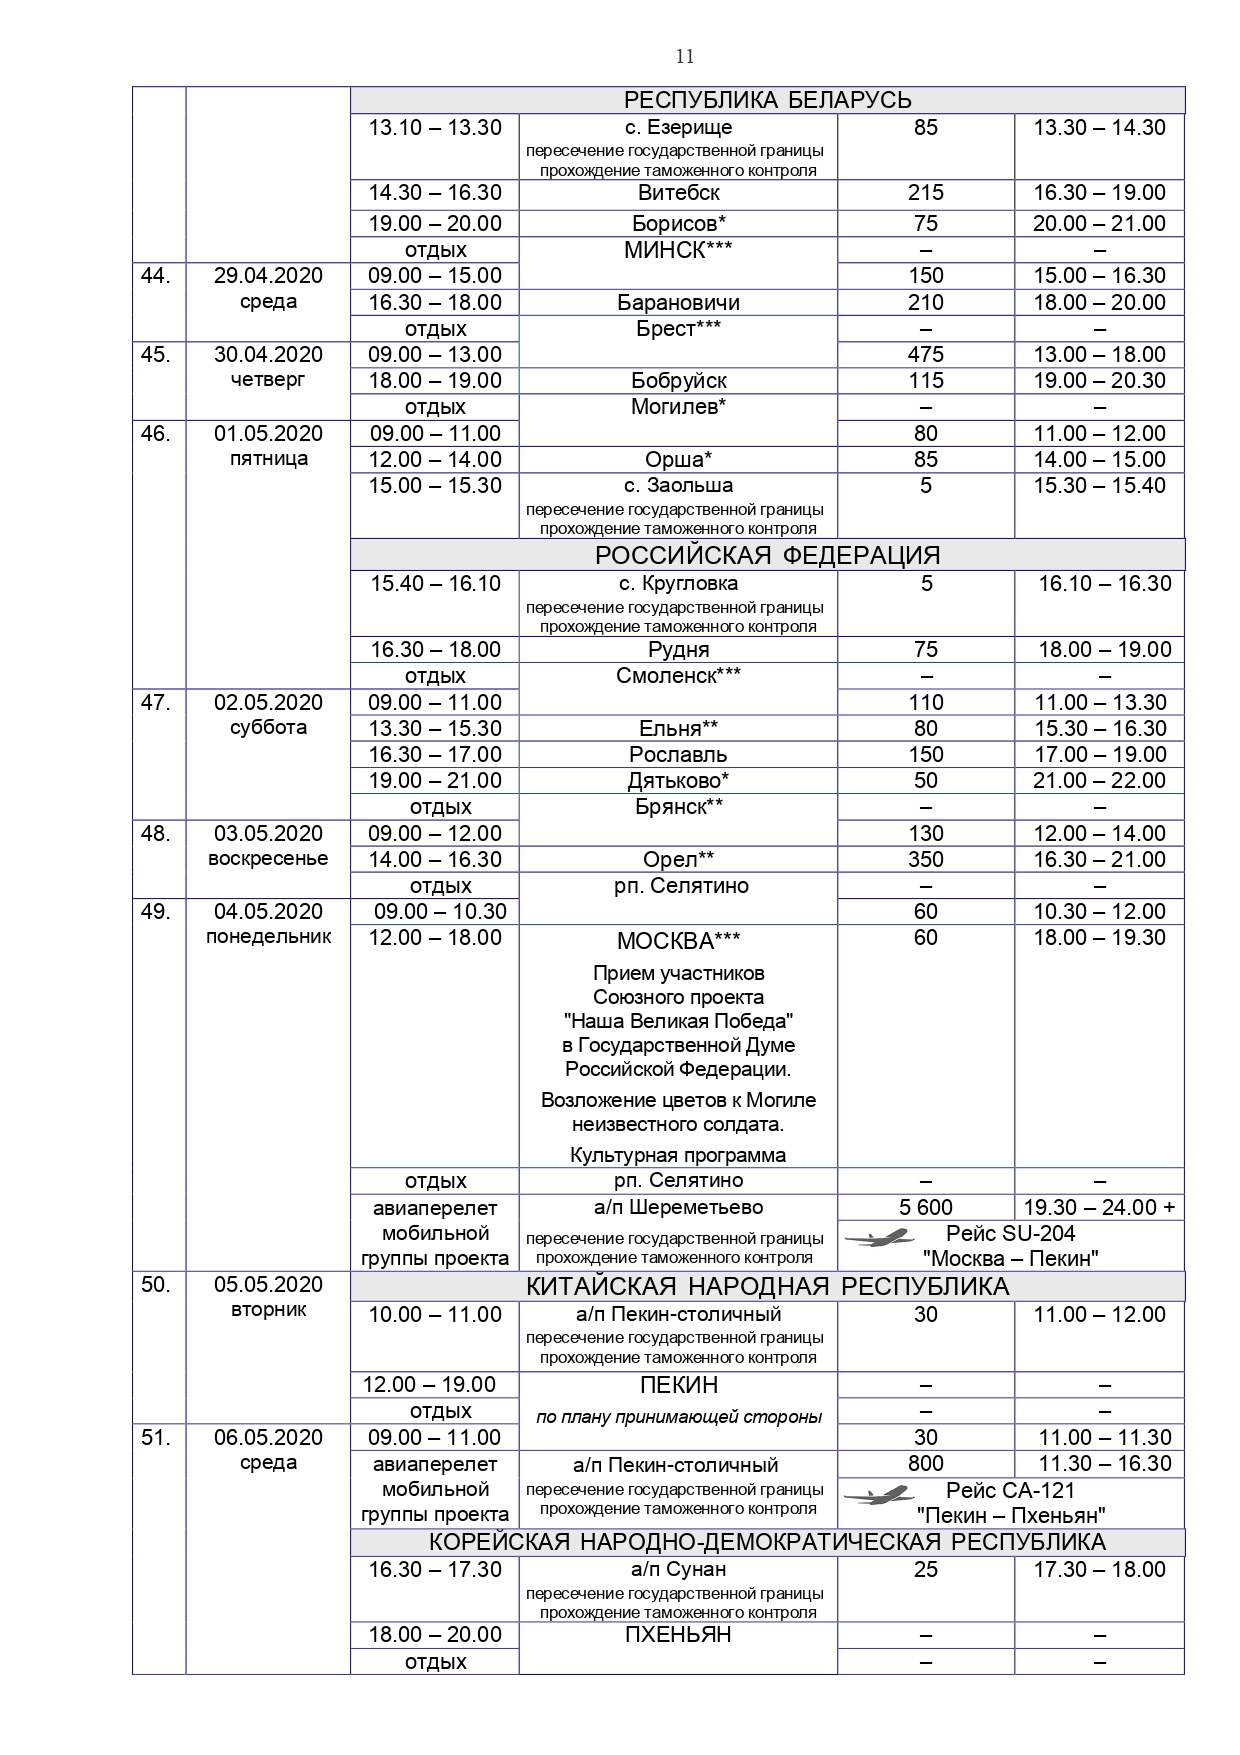 11
РЕСПУБЛИКА БЕЛАРУСЬ
13.10 – 13.30 с. Езерище 85 13.30 – 14.30
пересечение государственной границы
прохождение таможенного контроля
14.30 – 16.30 Витебск 215 16.30 – 19.00
19.00 – 20.00 Борисов* 75 20.00 – 21.00
отдых МИНСК*** – –
44. 29.04.2020 09.00 – 15.00 150 15.00 – 16.30
среда 16.30 – 18.00 Барановичи 210 18.00 – 20.00
отдых Брест*** – –
45. 30.04.2020 09.00 – 13.00 475 13.00 – 18.00
четверг 18.00 – 19.00 Бобруйск 115 19.00 – 20.30
отдых Могилев* – –
46. 01.05.2020 09.00 – 11.00 80 11.00 – 12.00
пятница 12.00 – 14.00 Орша* 85 14.00 – 15.00
15.00 – 15.30 с. Заольша 5 15.30 – 15.40
пересечение государственной границы
прохождение таможенного контроля
РОССИЙСКАЯ ФЕДЕРАЦИЯ
15.40 – 16.10 с. Кругловка 5 16.10 – 16.30
пересечение государственной границы
прохождение таможенного контроля
16.30 – 18.00 Рудня 75 18.00 – 19.00
отдых Смоленск*** – –
47. 02.05.2020 09.00 – 11.00 110 11.00 – 13.30
суббота 13.30 – 15.30 Ельня** 80 15.30 – 16.30
16.30 – 17.00 Рославль 150 17.00 – 19.00
19.00 – 21.00 Дятьково* 50 21.00 – 22.00
отдых Брянск** – –
48. 03.05.2020 09.00 – 12.00 130 12.00 – 14.00
воскресенье 14.00 – 16.30 Орел** 350 16.30 – 21.00
отдых рп. Селятино – –
49. 04.05.2020 09.00 – 10.30 60 10.30 – 12.00
понедельник 12.00 – 18.00 МОСКВА*** 60 18.00 – 19.30
Прием участников
Союзного проекта
"Наша Великая Победа"
в Государственной Думе
Российской Федерации.
Возложение цветов к Могиле
неизвестного солдата.
Культурная программа
отдых рп. Селятино – –
авиаперелет а/п Шереметьево 5 600 19.30 – 24.00 +
мобильной пересечение государственной границы Рейс SU-204
группы проекта прохождение таможенного контроля "Москва – Пекин"
50. 05.05.2020 КИТАЙСКАЯ НАРОДНАЯ РЕСПУБЛИКА
вторник 10.00 – 11.00 а/п Пекин-столичный 30 11.00 – 12.00
пересечение государственной границы
прохождение таможенного контроля
12.00 – 19.00 ПЕКИН – –
отдых по плану принимающей стороны – –
51. 06.05.2020 09.00 – 11.00 30 11.00 – 11.30
среда авиаперелет а/п Пекин-столичный 800 11.30 – 16.30
мобильной пересечение государственной границы Рейс СА-121
группы проекта прохождение таможенного контроля "Пекин – Пхеньян"
КОРЕЙСКАЯ НАРОДНО-ДЕМОКРАТИЧЕСКАЯ РЕСПУБЛИКА
16.30 – 17.30 а/п Сунан 25 17.30 – 18.00
пересечение государственной границы
прохождение таможенного контроля
18.00 – 20.00 ПХЕНЬЯН – –
отдых – –